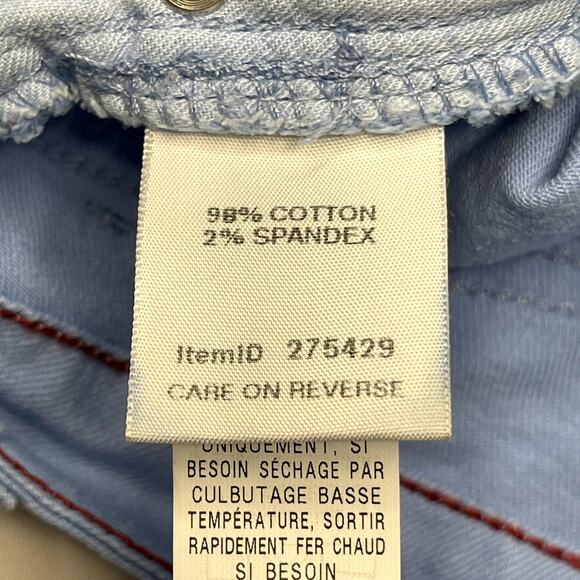 98% COTTON
2% SPANDEX
ItemID 275429
CARE ON REVERSE
UNIQUEMENT, SI
BESOIN SÉCHAGE PAR
CULBUTAGE BASSE
TEMPÉRATURE, SORTIR
RAPIDEMENT FER CHAUD
SI BESOIN